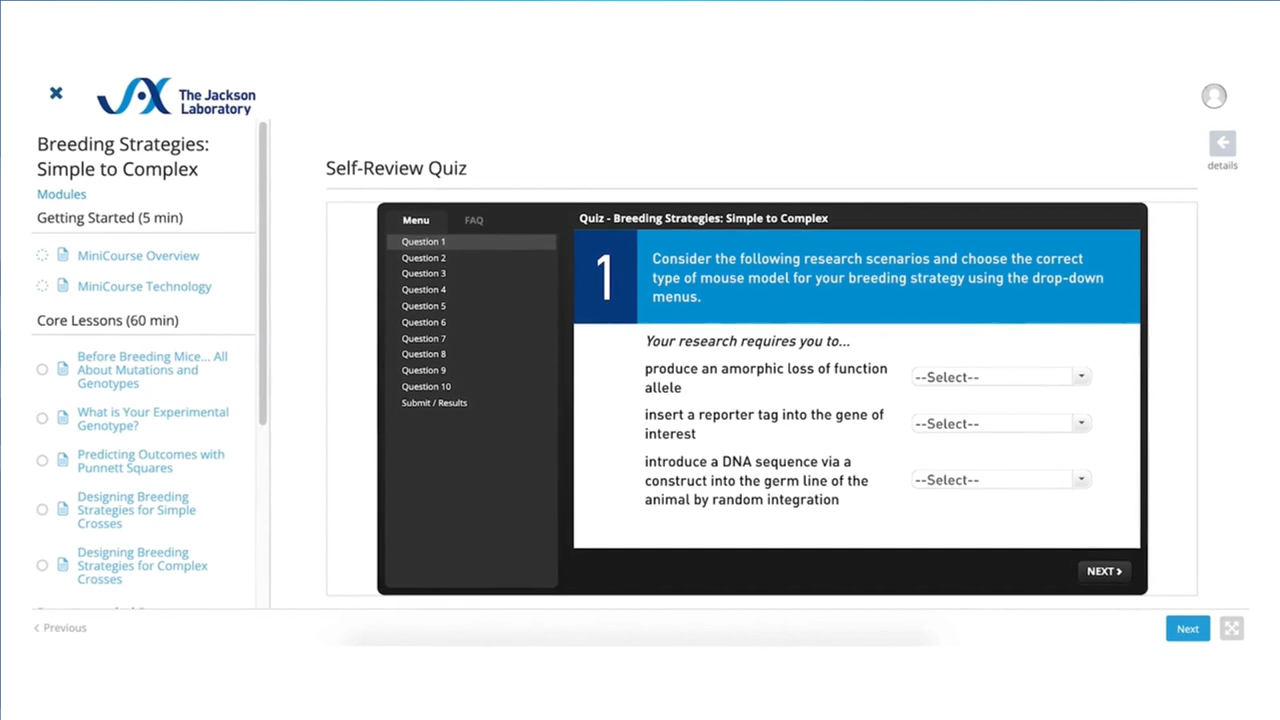 The Jackson
Laboratory
Breeding Strategies:
Simple to Complex
Modules
Getting Started (5 min)
MiniCourse Overview
MiniCourse Technology
Core Lessons (60 min)
Before Breeding Mice... All
About Mutations and
Genotypes
What is Your Experimental
Genotype?
Predicting Outcomes with
Punnett Squares
Designing Breeding
Strategies for Simple
Crosses
Designing Breeding
Strategies for Complex
Crosses
< Previous
details
Self-Review Quiz
Menu
FAQ
Question 1
Question 2
Question 3
Question 4
Question 5
Question 6
Question 7
Question 8
Question 9
Question 10
Submit / Results
Quiz - Breeding Strategies: Simple to Complex
1
Consider the following research scenarios and choose the correct
type of mouse model for your breeding strategy using the drop-down
menus.
Your research requires you to...
produce an amorphic loss of function
allele
--Select--
insert a reporter tag into the gene of
interest
--Select--
introduce a DNA sequence via a
construct into the germ line of the
animal by random integration
--Select--
NEXT >
Next